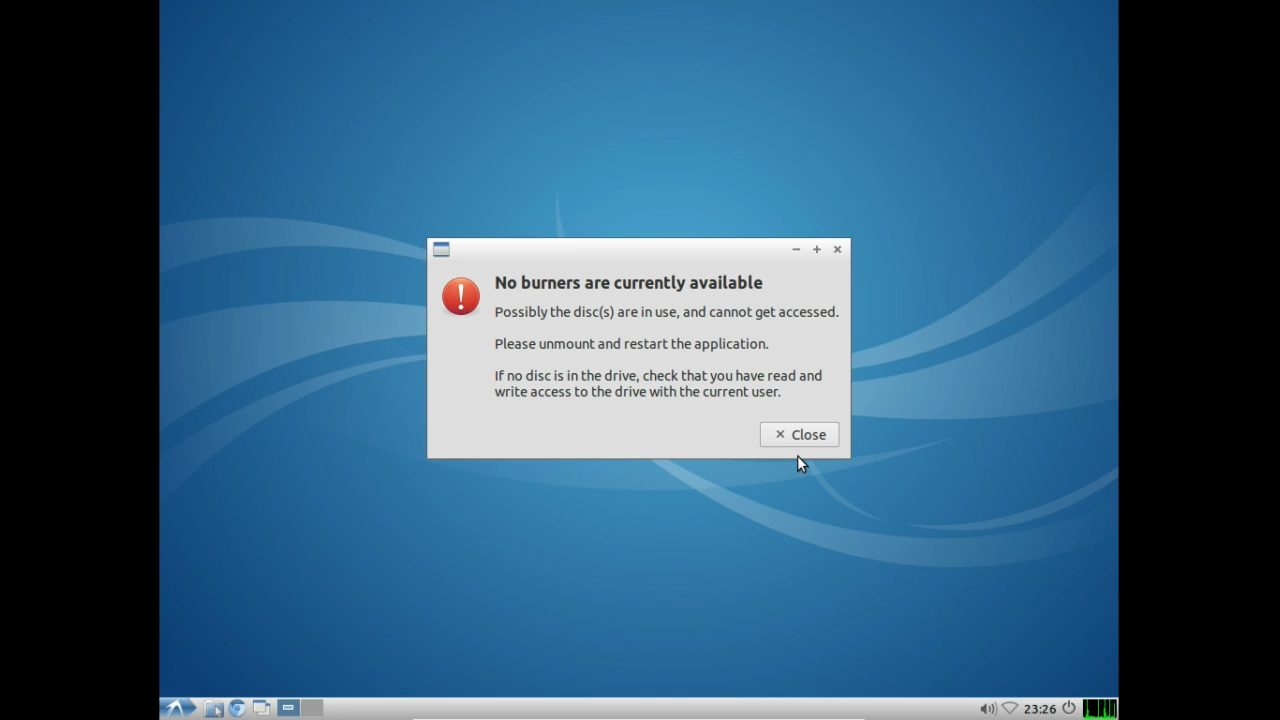 No burners are currently available
Possibly the disc(s) are in use, and cannot get accessed.
Please unmount and restart the application.
If no disc is in the drive, check that you have read and
write access to the drive with the current user.
Close
23:26